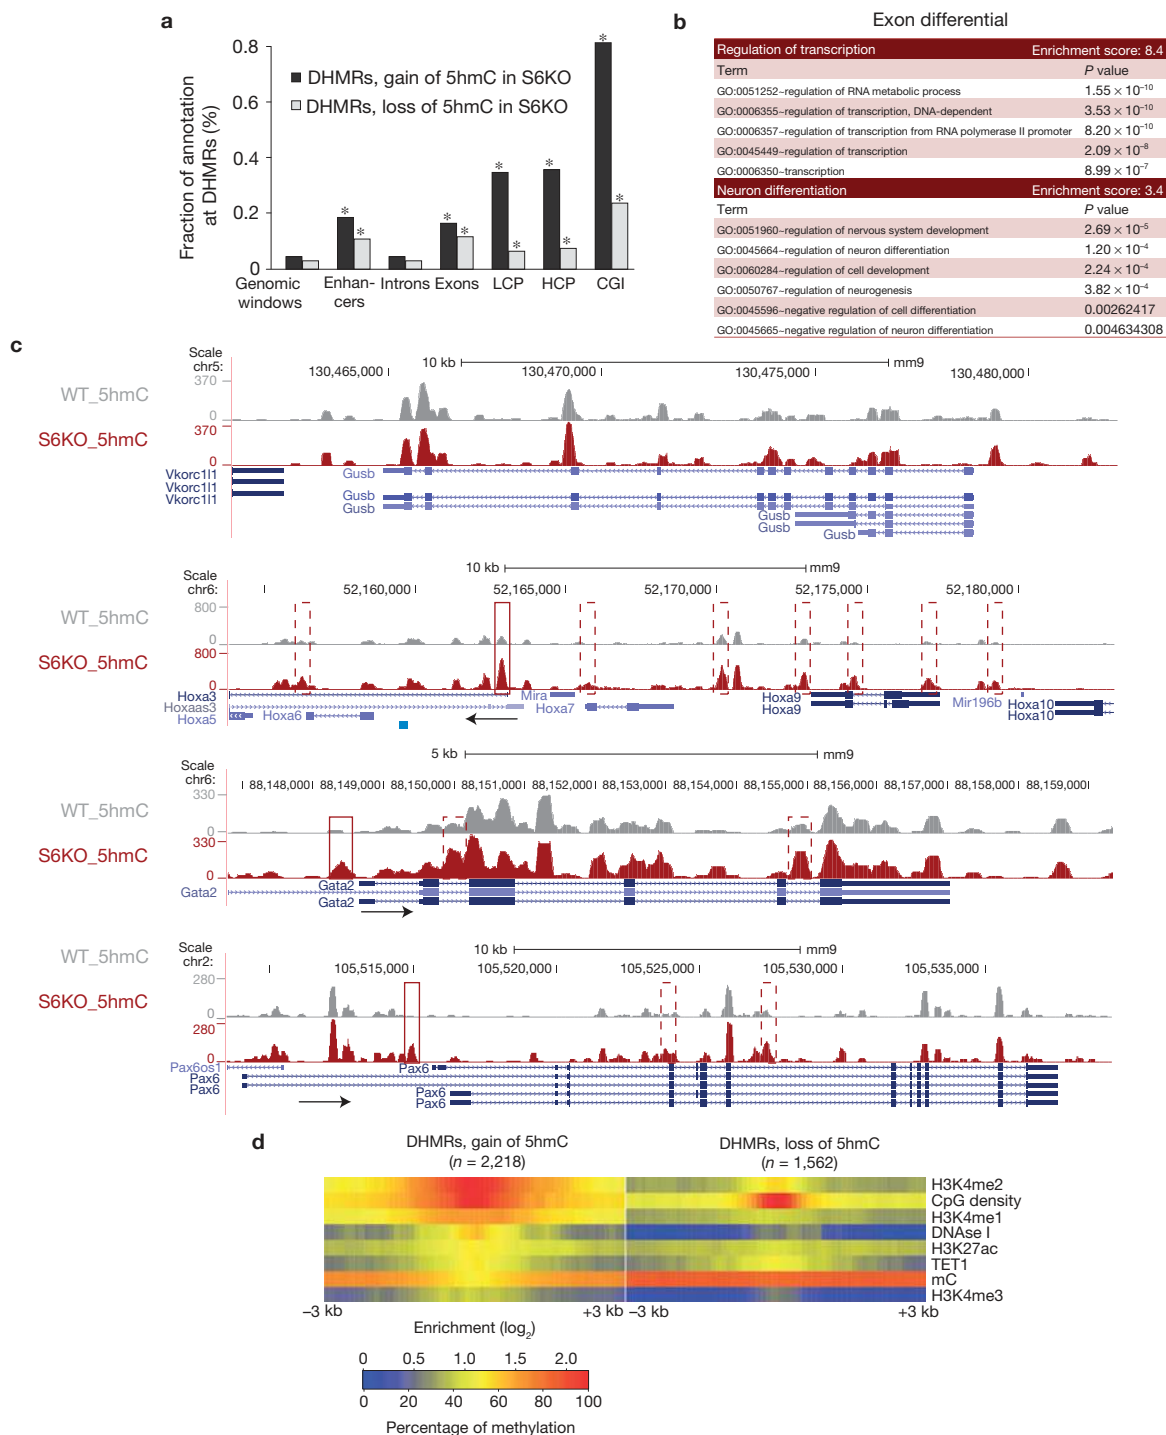 a
0.8
0.6
0.4
0.2
0
Fraction of annotation
at DHMRs (%)
DHMRs, gain of 5hmC in S6KO
DHMRs, loss of 5hmC in S6KO
* * * * * * * * * *
Genomic
windows
Enhan-
cers
Introns
Exons
LCP
HCP
CGI
b
Exon differential
Regulation of transcription Enrichment score: 8.4
Term P value
GO:0051252~regulation of RNA metabolic process 1.55 × 10⁻¹⁰
GO:0006355~regulation of transcription, DNA-dependent 3.53 × 10⁻¹⁰
GO:0006357~regulation of transcription from RNA polymerase II promoter 8.20 × 10⁻¹⁰
GO:0045449~regulation of transcription 2.09 × 10⁻⁸
GO:0006350~transcription 8.99 × 10⁻⁷
Neuron differentiation Enrichment score: 3.4
Term P value
GO:0051960~regulation of nervous system development 2.69 × 10⁻⁵
GO:0045664~regulation of neuron differentiation 1.20 × 10⁻⁴
GO:0060284~regulation of cell development 2.24 × 10⁻⁴
GO:0050767~regulation of neurogenesis 3.82 × 10⁻⁴
GO:0045596~negative regulation of cell differentiation 0.00262417
GO:0045665~negative regulation of neuron differentiation 0.004634308
c
Scale 10 kb mm9
chr5: 130,465,000 130,470,000 130,475,000 130,480,000
370
WT_5hmC
0
370
S6KO_5hmC
0
Vkorc1l1 Gusb
Vkorc1l1
Vkorc1l1 Gusb
Gusb
Gusb
Gusb
Gusb
Scale 10 kb mm9
chr6: 52,160,000 52,165,000 52,170,000 52,175,000 52,180,000
800
WT_5hmC
0
800
S6KO_5hmC
0
Hoxa3 Mira Hoxa9
Hoxaas3 Hoxa7 Hoxa9 Mir196b Hoxa10
Hoxa5 Hoxa6 Hoxa10
Scale 5 kb mm9
chr6: 88,148,000 88,149,000 88,150,000 88,151,000 88,152,000 88,153,000 88,154,000 88,155,000 88,156,000 88,157,000 88,158,000 88,159,000
330
WT_5hmC
0
330
S6KO_5hmC
0
Gata2
Gata2
Gata2
Scale 10 kb mm9
chr2: 105,515,000 105,520,000 105,525,000 105,530,000 105,535,000
WT_5hmC
280
S6KO_5hmC
0
280
0
Pax6os1 Pax6
Pax6
Pax6 Pax6
Pax6
d
DHMRs, gain of 5hmC
(n = 2,218)
DHMRs, loss of 5hmC
(n = 1,562)
H3K4me2
CpG density
H3K4me1
DNAse I
H3K27ac
TET1
mC
H3K4me3
−3 kb +3 kb −3 kb +3 kb
Enrichment (log₂)
0 0.5 1.0 1.5 2.0
0 20 40 60 80 100
Percentage of methylation